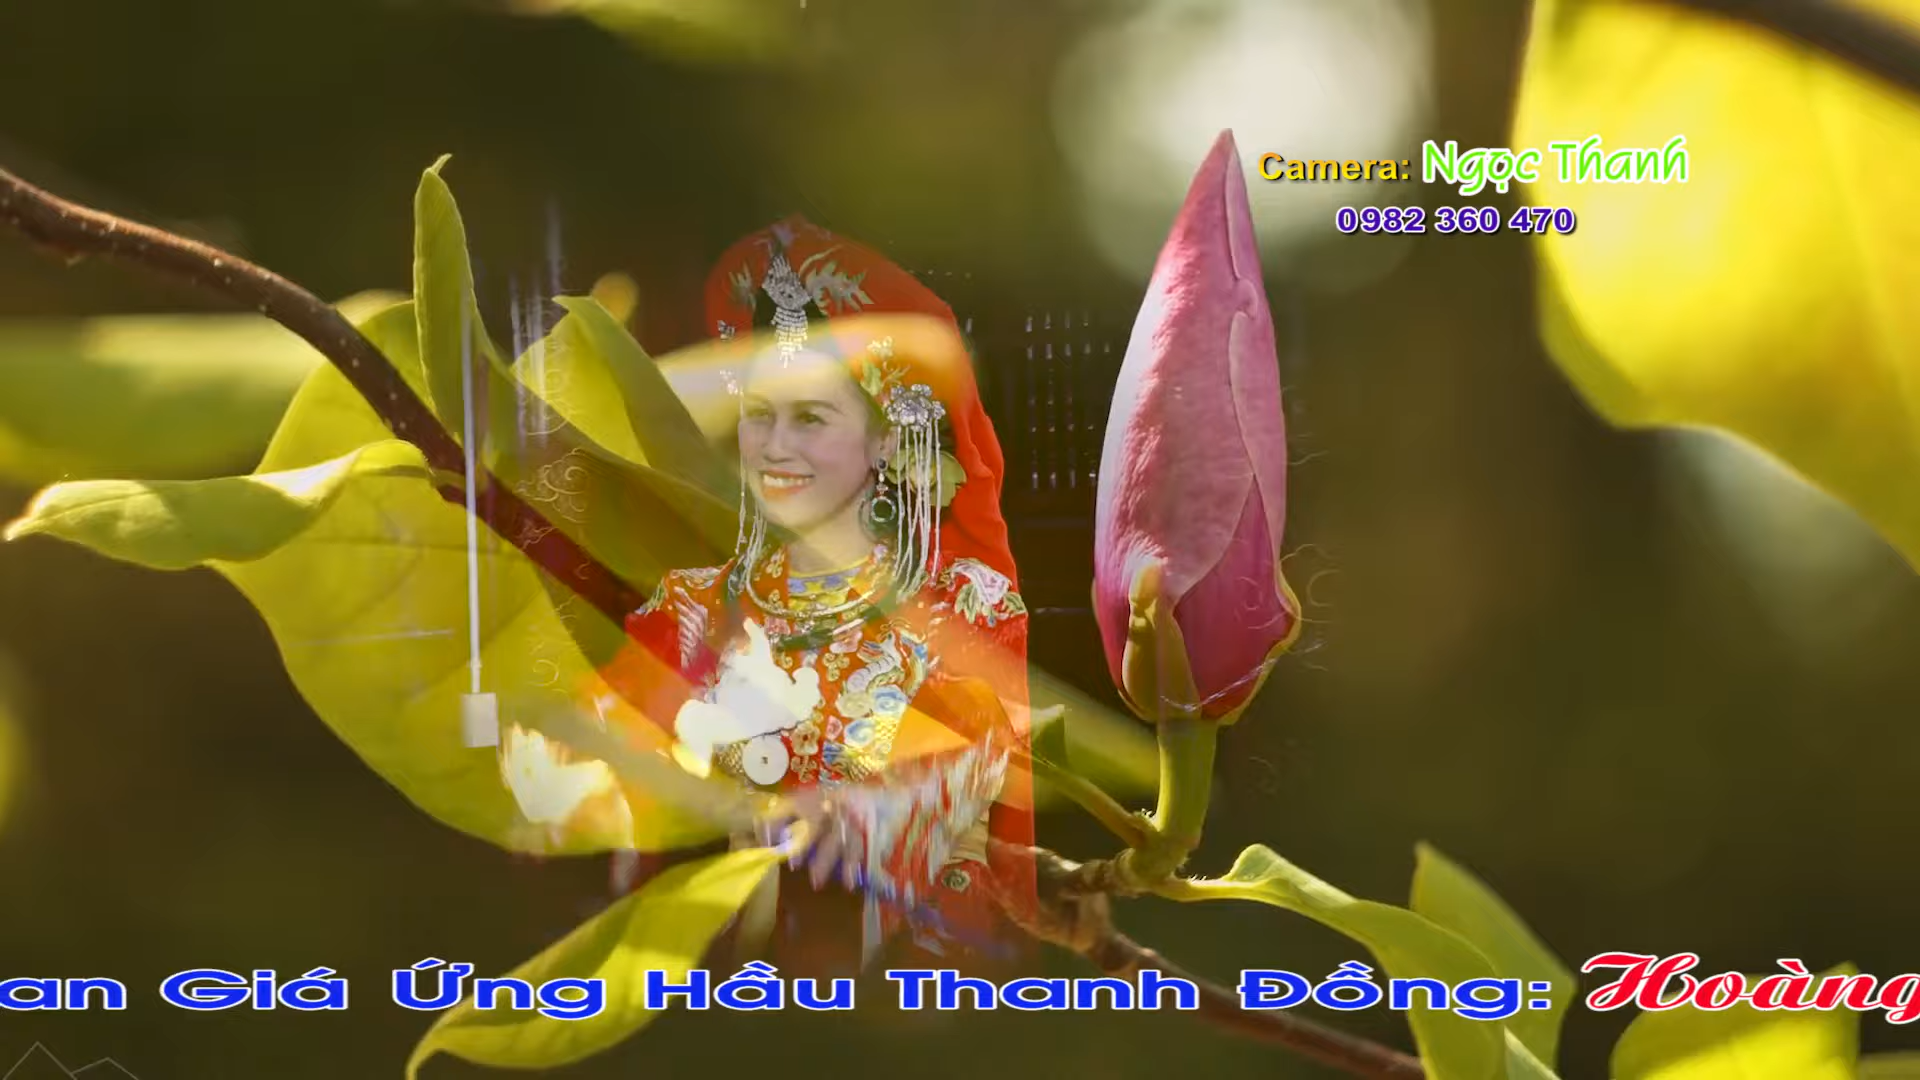 Camera: Ngọc Thanh
0982 360 470
an Giá Ứng Hầu Thanh Đồng: Hoàng